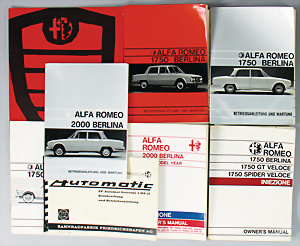 ALFA ROMEO
1750 BERLINA
BETRIEBSANLEITUNG UND WARTUNG
ALFA ROMEO
1750 BERLINA
BETRIEBSANLEITUNG UND WARTUNG
ALFA ROMEO
2000 BERLINA
BETRIEBSANLEITUNG UND WARTUNG
Automatic
ZAHNRADFABRIK FRIEDRICHSHAFEN AG
ALFA
ROMEO
2000 BERLINA
MODEL YEAR
OWNER'S MANUAL
ALFA
ROMEO
1750 BERLINA
1750 GT VELOCE
1750 SPIDER VELOCE
INIEZIONE
OWNER'S MANUAL